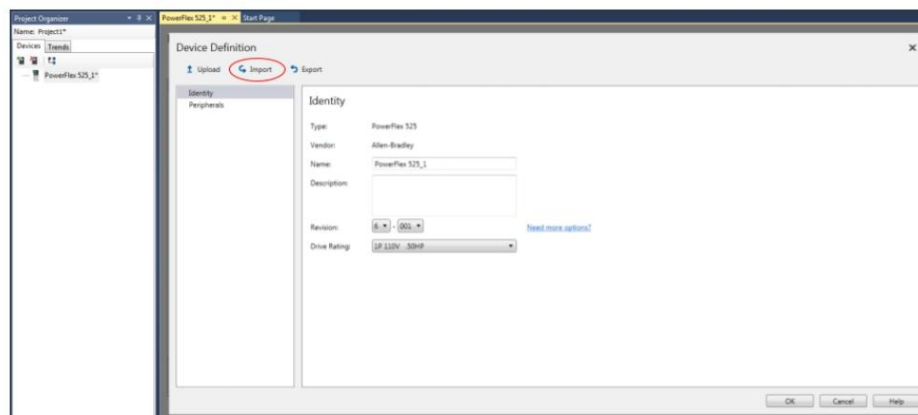 Project Organizer
PowerFlex 525_1*
Start Page
Name: Project1*
Devices
Trends
PowerFlex 525_1*
Device Definition
Upload
Import
Export
Identity
Peripherals
Identity
Type: PowerFlex 525
Vendor: Allen-Bradley
Name: PowerFlex 525_1
Description:
Revision: 6 - 001 Need more options?
Drive Rating: 1P 110V .50HP
OK Cancel Help